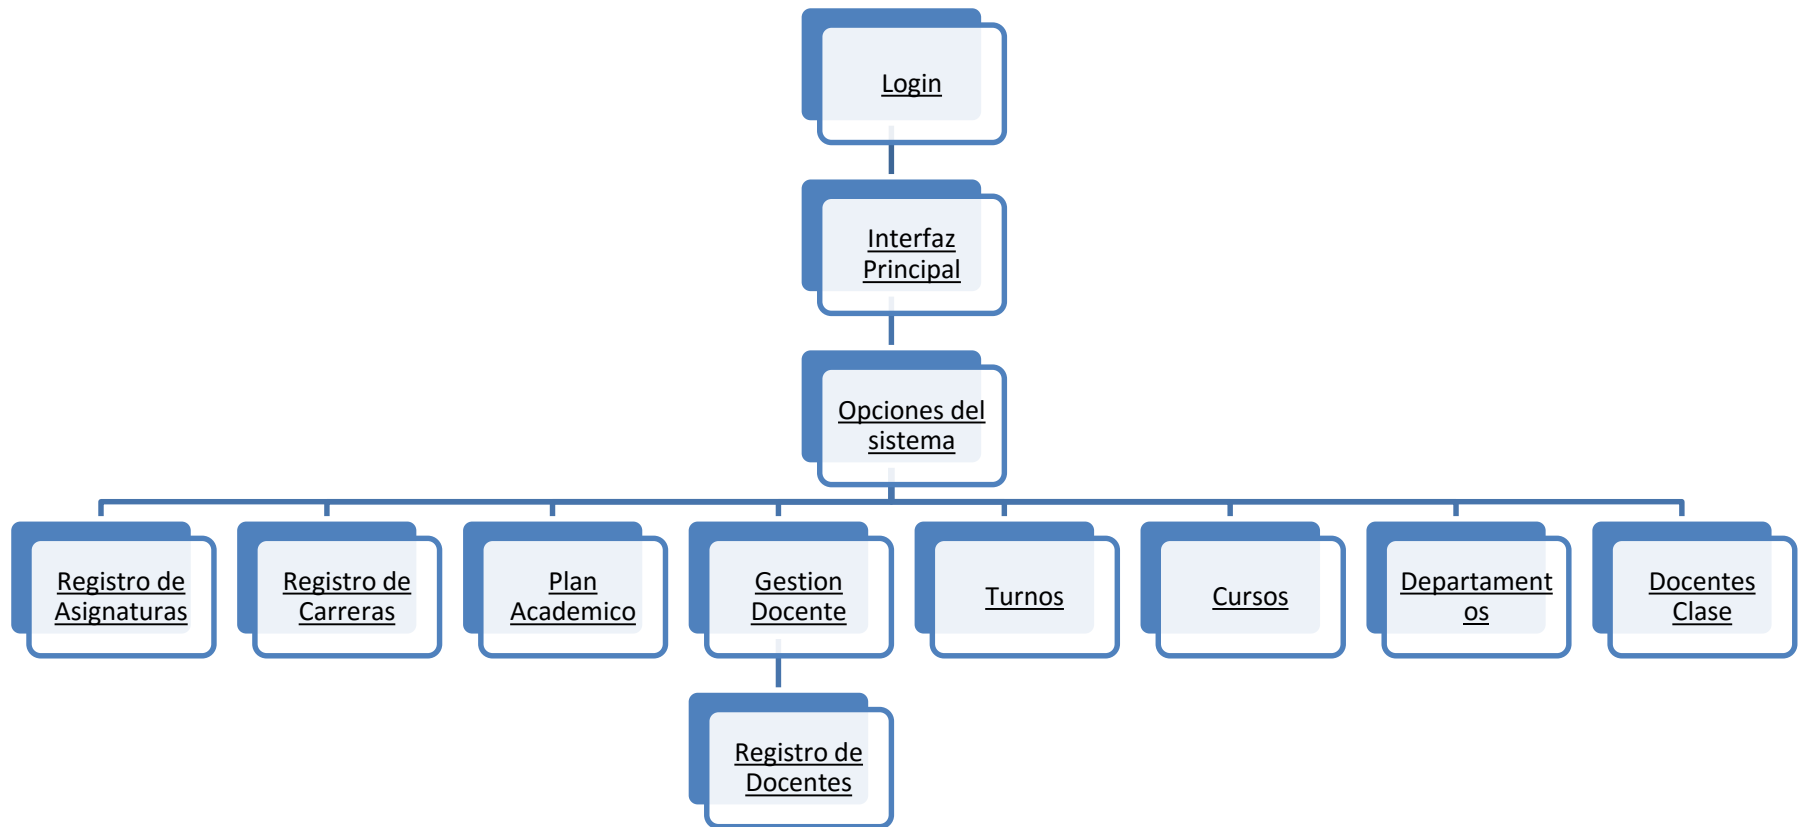 Login
Interfaz
Principal
Opciones del
sistema
Registro de
Asignaturas
Registro de
Carreras
Plan
Academico
Gestion
Docente
Turnos
Cursos
Departament
os
Docentes
Clase
Registro de
Docentes